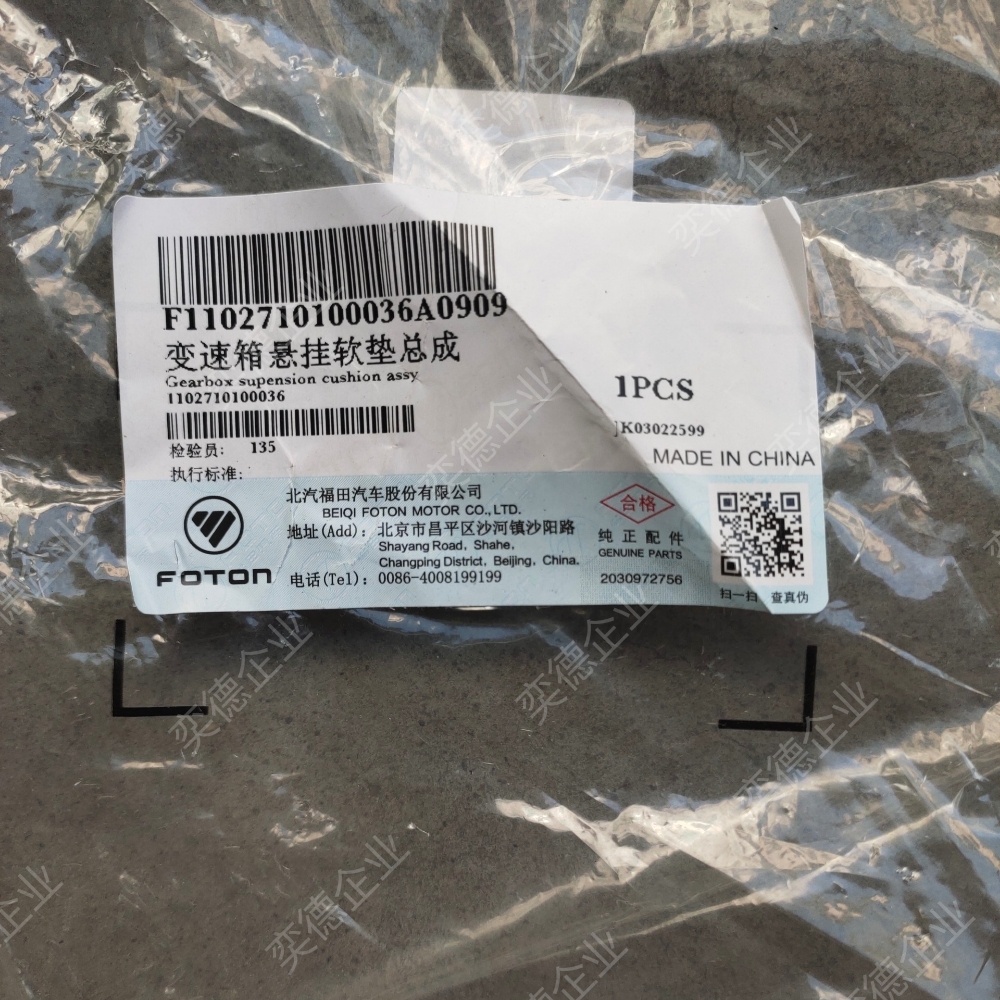 F1102710100036A0909
变速箱悬挂软垫总成
Gearbox supension cushion assy
1102710100036
1PCS
JK03022599
检验员: 135
MADE IN CHINA
执行标准:
北汽福田汽车股份有限公司
BEIQI FOTON MOTOR CO.,LTD.
地址(Add): 北京市昌平区沙河镇沙阳路
Shayang Road, Shahe,
Changping District, Beijing, China.
电话(Tel): 0086-4008199199
FOTON
合格
纯正配件
GENUINE PARTS
2030972756
扫一扫 查真伪
奕德企业